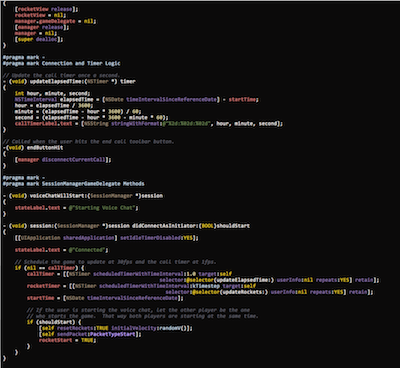 {
[rocketView release];
rocketView = nil;
manager.gameDelegate = nil;
[manager release];
manager = nil;
[super dealloc];
}
#pragma mark -
#pragma mark Connection and Timer Logic
// Update the call timer once a second.
- (void) updateElapsedTime:(NSTimer *) timer
{
int hour, minute, second;
NSTimeInterval elapsedTime = [NSDate timeIntervalSinceReferenceDate] - startTime;
hour = elapsedTime / 3600;
minute = (elapsedTime - hour * 3600) / 60;
second = (elapsedTime - hour * 3600 - minute * 60);
callTimerLabel.text = [NSString stringWithFormat:@"%2d:%02d:%02d", hour, minute, second];
}
// Called when the user hits the end call toolbar button.
-(void) endButtonHit
{
[manager disconnectCurrentCall];
}
#pragma mark -
#pragma mark SessionManagerGameDelegate Methods
- (void) voiceChatWillStart:(SessionManager *)session
{
stateLabel.text = @"Starting Voice Chat";
}
- (void) session:(SessionManager *)session didConnectAsInitiator:(BOOL)shouldStart
{
[[UIApplication sharedApplication] setIdleTimerDisabled:YES];
stateLabel.text = @"Connected";
// Schedule the game to update at 30fps and the call timer at 1fps.
if (nil == callTimer) {
callTimer = [[NSTimer scheduledTimerWithTimeInterval:1.0 target:self
selector:@selector(updateElapsedTime:) userInfo:nil repeats:YES] retain];
rocketTimer = [[NSTimer scheduledTimerWithTimeInterval:kTimestep target:self
selector:@selector(updateRockets:) userInfo:nil repeats:YES] retain];
startTime = [NSDate timeIntervalSinceReferenceDate];
// If the user is starting the voice chat, let the other player be the one
// who starts the game. That way both players are starting at the same time.
if (shouldStart) {
[self resetRockets:TRUE initialVelocity:randomV()];
[self sendPacket:PacketTypeStart];
rocketStart = TRUE;
}
}
}